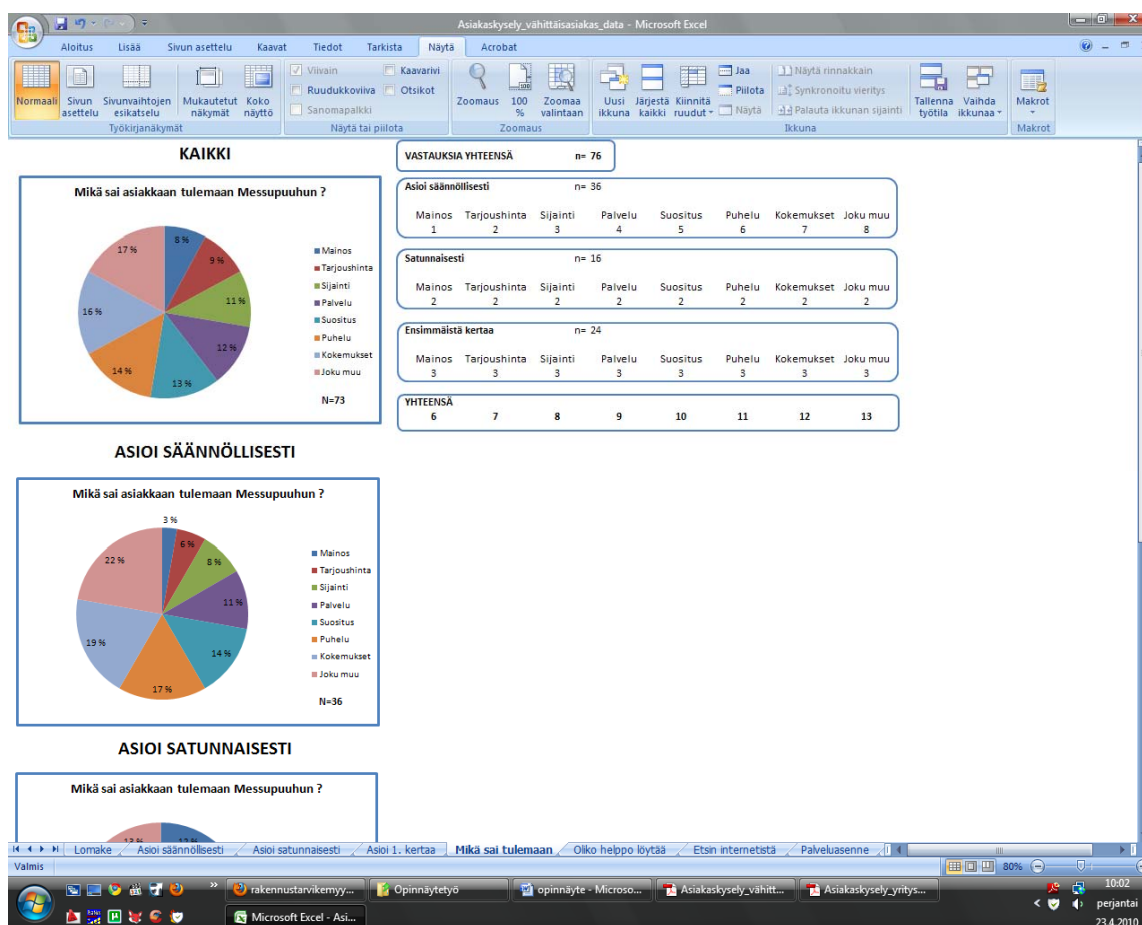 Asiakaskysely_vähittäisasiakas_data - Microsoft Excel
Aloitus Lisää Sivun asettelu Kaavat Tiedot Tarkista Näytä Acrobat
Normaali Sivun asettelu Sivunvaihtojen esikatselu Mukautetut näkymät Koko näyttö
Työkirjanäkymät
Viivain Kaavarivi
Ruudukkoviiva Otsikot
Sanomapalkki
Näytä tai piilota
Zoomaus 100 % Zoomaa valintaan
Zoomaus
Uusi ikkuna Järjestä kaikki Kiinnitä ruudut
Jaa Näytä rinnakkain
Piilota Synkronoitu vieritys
Näytä Palauta ikkunan sijainti
Tallenna työtila Vaihda ikkunaa
Ikkuna
Makrot
Makrot
KAIKKI
Mikä sai asiakkaan tulemaan Messupuuhun ?
8 %
9 %
11 %
12 %
13 %
14 %
16 %
17 %
Mainos
Tarjoushinta
Sijainti
Palvelu
Suositus
Puhelu
Kokemukset
Joku muu
N=73
VASTAUKSIA YHTEENSÄ n= 76
Asioi säännöllisesti n= 36
Mainos Tarjoushinta Sijainti Palvelu Suositus Puhelu Kokemukset Joku muu
1 2 3 4 5 6 7 8
Satunnaisesti n= 16
Mainos Tarjoushinta Sijainti Palvelu Suositus Puhelu Kokemukset Joku muu
2 2 2 2 2 2 2 2
Ensimmäistä kertaa n= 24
Mainos Tarjoushinta Sijainti Palvelu Suositus Puhelu Kokemukset Joku muu
3 3 3 3 3 3 3 3
YHTEENSÄ
6 7 8 9 10 11 12 13
ASIOI SÄÄNNÖLLISESTI
Mikä sai asiakkaan tulemaan Messupuuhun ?
3 %
6 %
8 %
11 %
14 %
17 %
19 %
22 %
Mainos
Tarjoushinta
Sijainti
Palvelu
Suositus
Puhelu
Kokemukset
Joku muu
N=36
ASIOI SATUNNAISESTI
Mikä sai asiakkaan tulemaan Messupuuhun ?
Lomake Asioi säännöllisesti Asioi satunnaisesti Asioi 1. kertaa Mikä sai tulemaan Oliko helppo löytää Etsin internetistä Palveluasenne
Valmis 80%
rakennustarvikemyy... Opinnäytetyö opinnäyte - Microso... Asiakaskysely_vähitt... Asiakaskysely_yritys... 10:02
Microsoft Excel - Asi... perjantai
23.4.2010